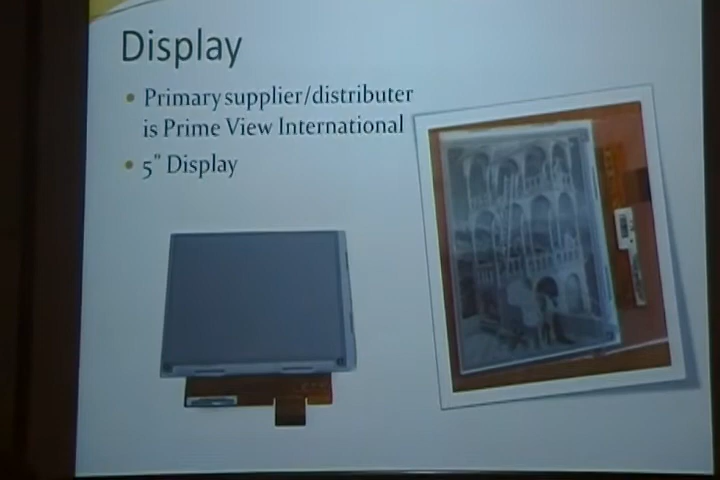 Display
• Primary supplier/distributer
is Prime View International
• 5" Display